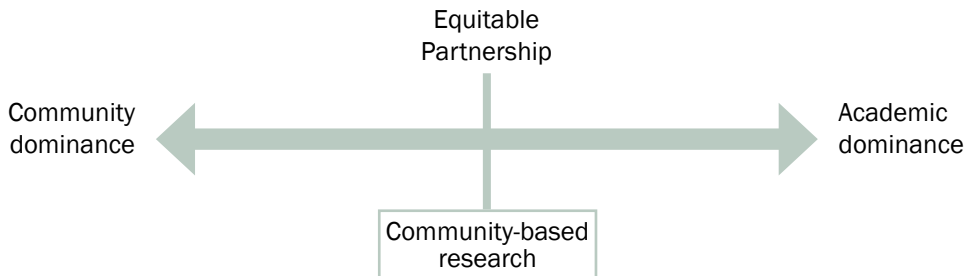 Equitable
Partnership
Community
dominance
Academic
dominance
Community-based
research